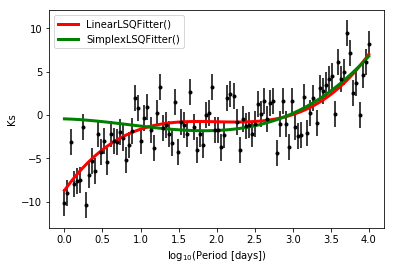 LinearLSQFitter()
SimplexLSQFitter()
10
5
0
−5
−10
Ks
0.0 0.5 1.0 1.5 2.0 2.5 3.0 3.5 4.0
log₁₀(Period [days])